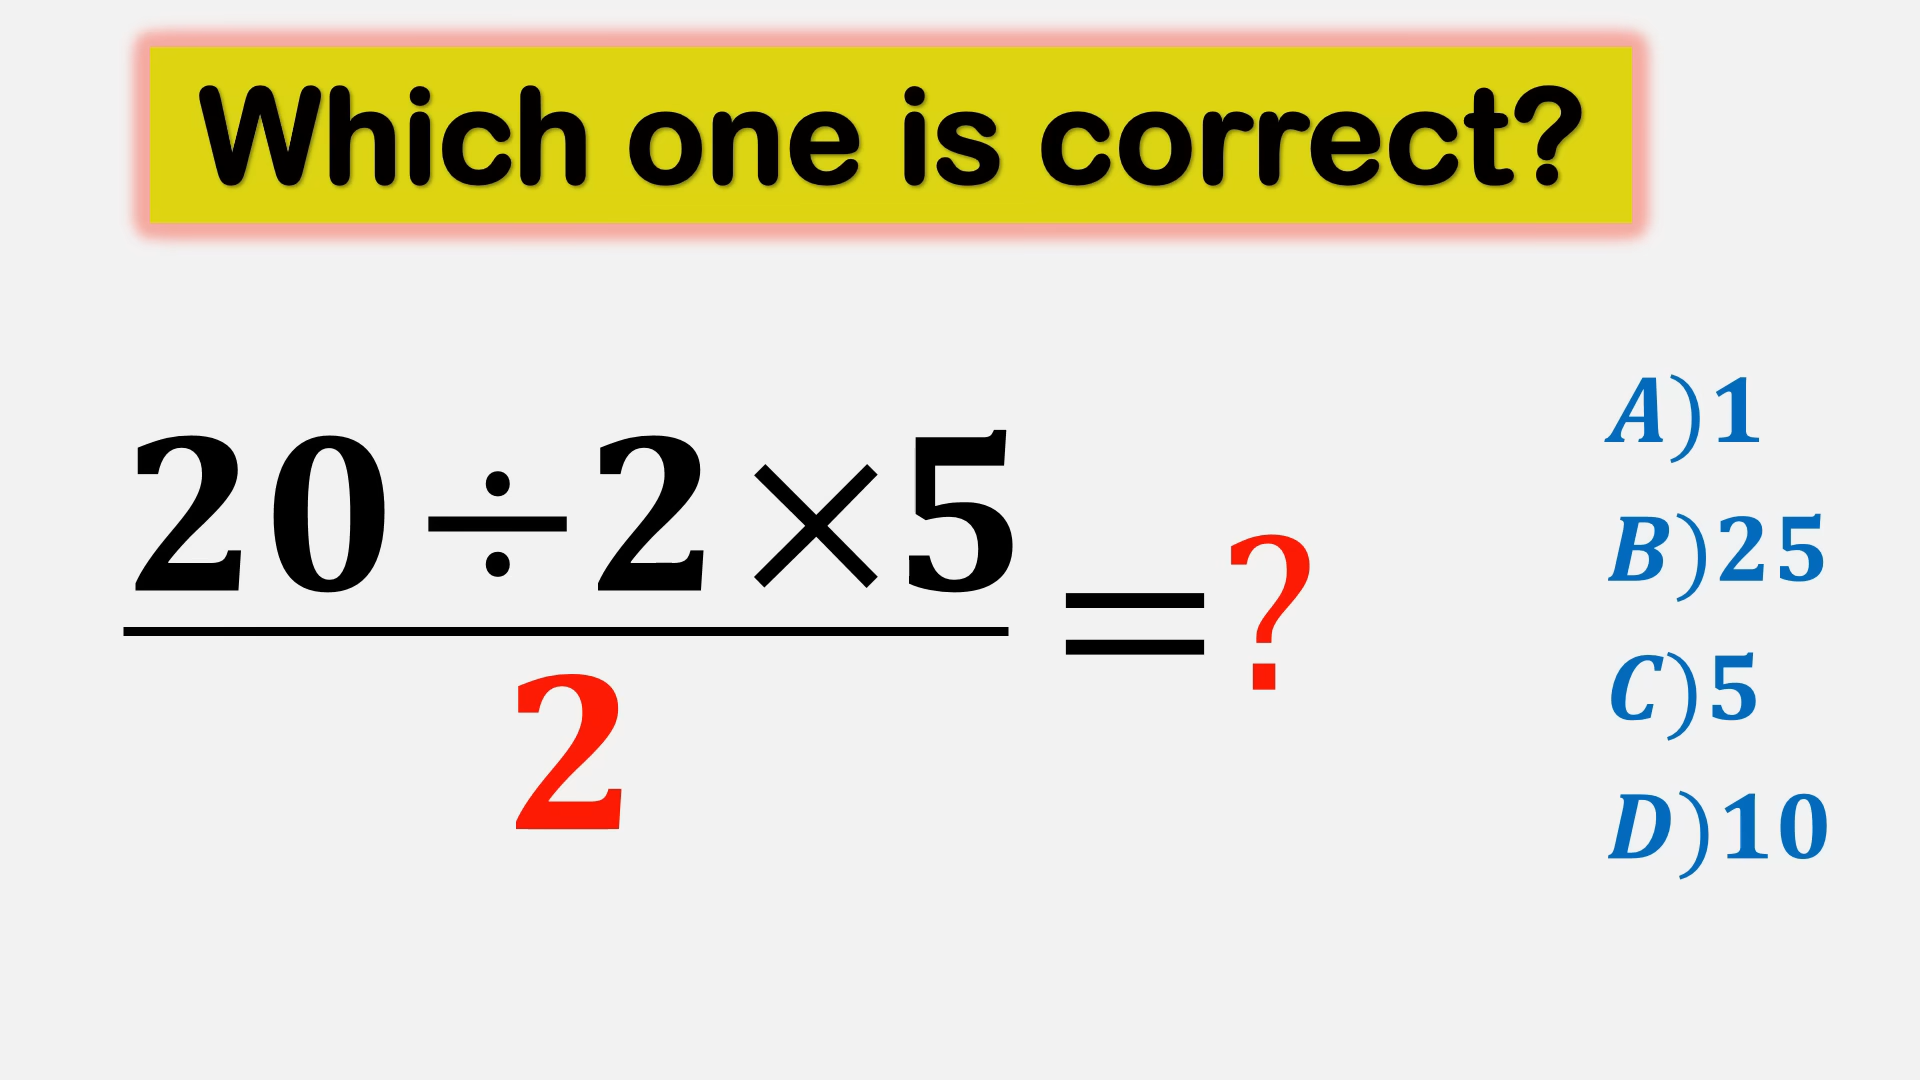 Which one is correct?
20÷2×5
2
=?
A)1
B)25
C)5
D)10